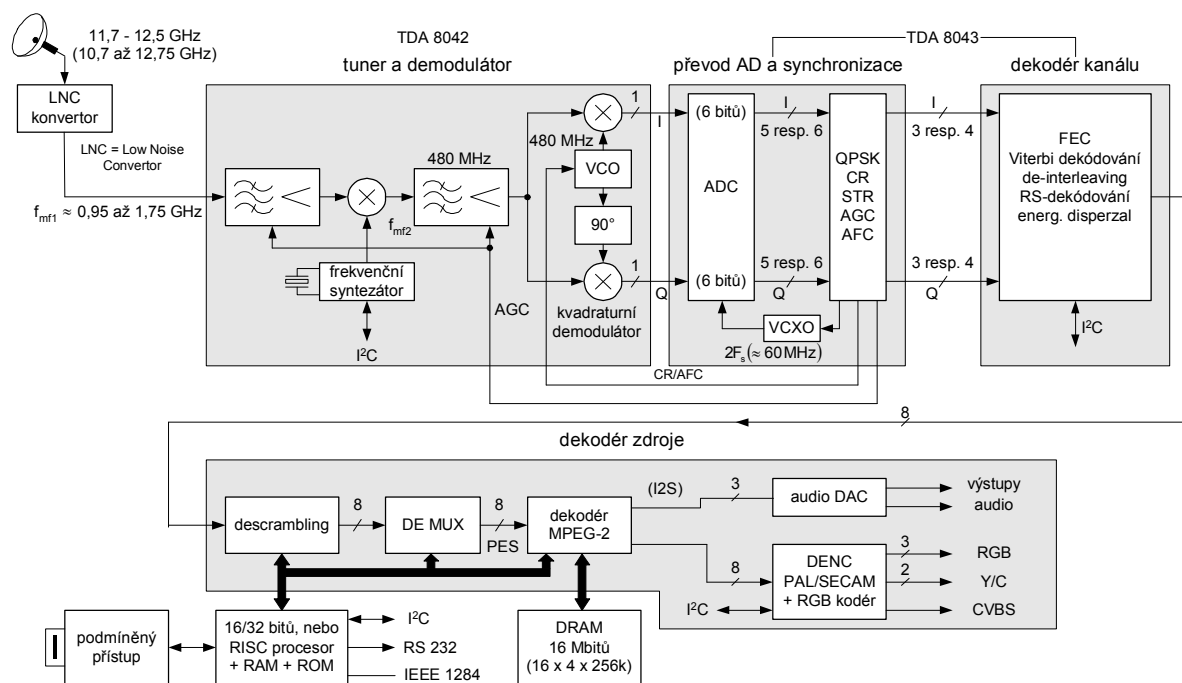 11,7 - 12,5 GHz
(10,7 až 12,75 GHz)
LNC
konvertor
LNC = Low Noise
Convertor
f_mf1 ≈ 0,95 až 1,75 GHz
TDA 8042
tuner a demodulátor
480 MHz
f_mf2
frekvenční
syntezátor
I²C
AGC
480 MHz
VCO
90°
1
I
1
Q
kvadraturní
demodulátor
TDA 8043
převod AD a synchronizace
(6 bitů)
ADC
(6 bitů)
I
5 resp. 6
5 resp. 6
Q
QPSK
CR
STR
AGC
AFC
VCXO
2F_s (≈ 60 MHz)
CR/AFC
I
3 resp. 4
3 resp. 4
Q
dekodér kanálu
FEC
Viterbi dekódování
de-interleaving
RS-dekódování
energ. disperzal
I²C
8
dekodér zdroje
descrambling
8
DE MUX
8
PES
dekodér
MPEG-2
(I2S)
3
audio DAC
výstupy
audio
8
I²C
DENC
PAL/SECAM
+ RGB kodér
3
RGB
2
Y/C
CVBS
podmíněný
přístup
16/32 bitů, nebo
RISC procesor
+ RAM + ROM
I²C
RS 232
IEEE 1284
DRAM
16 Mbitů
(16 x 4 x 256k)